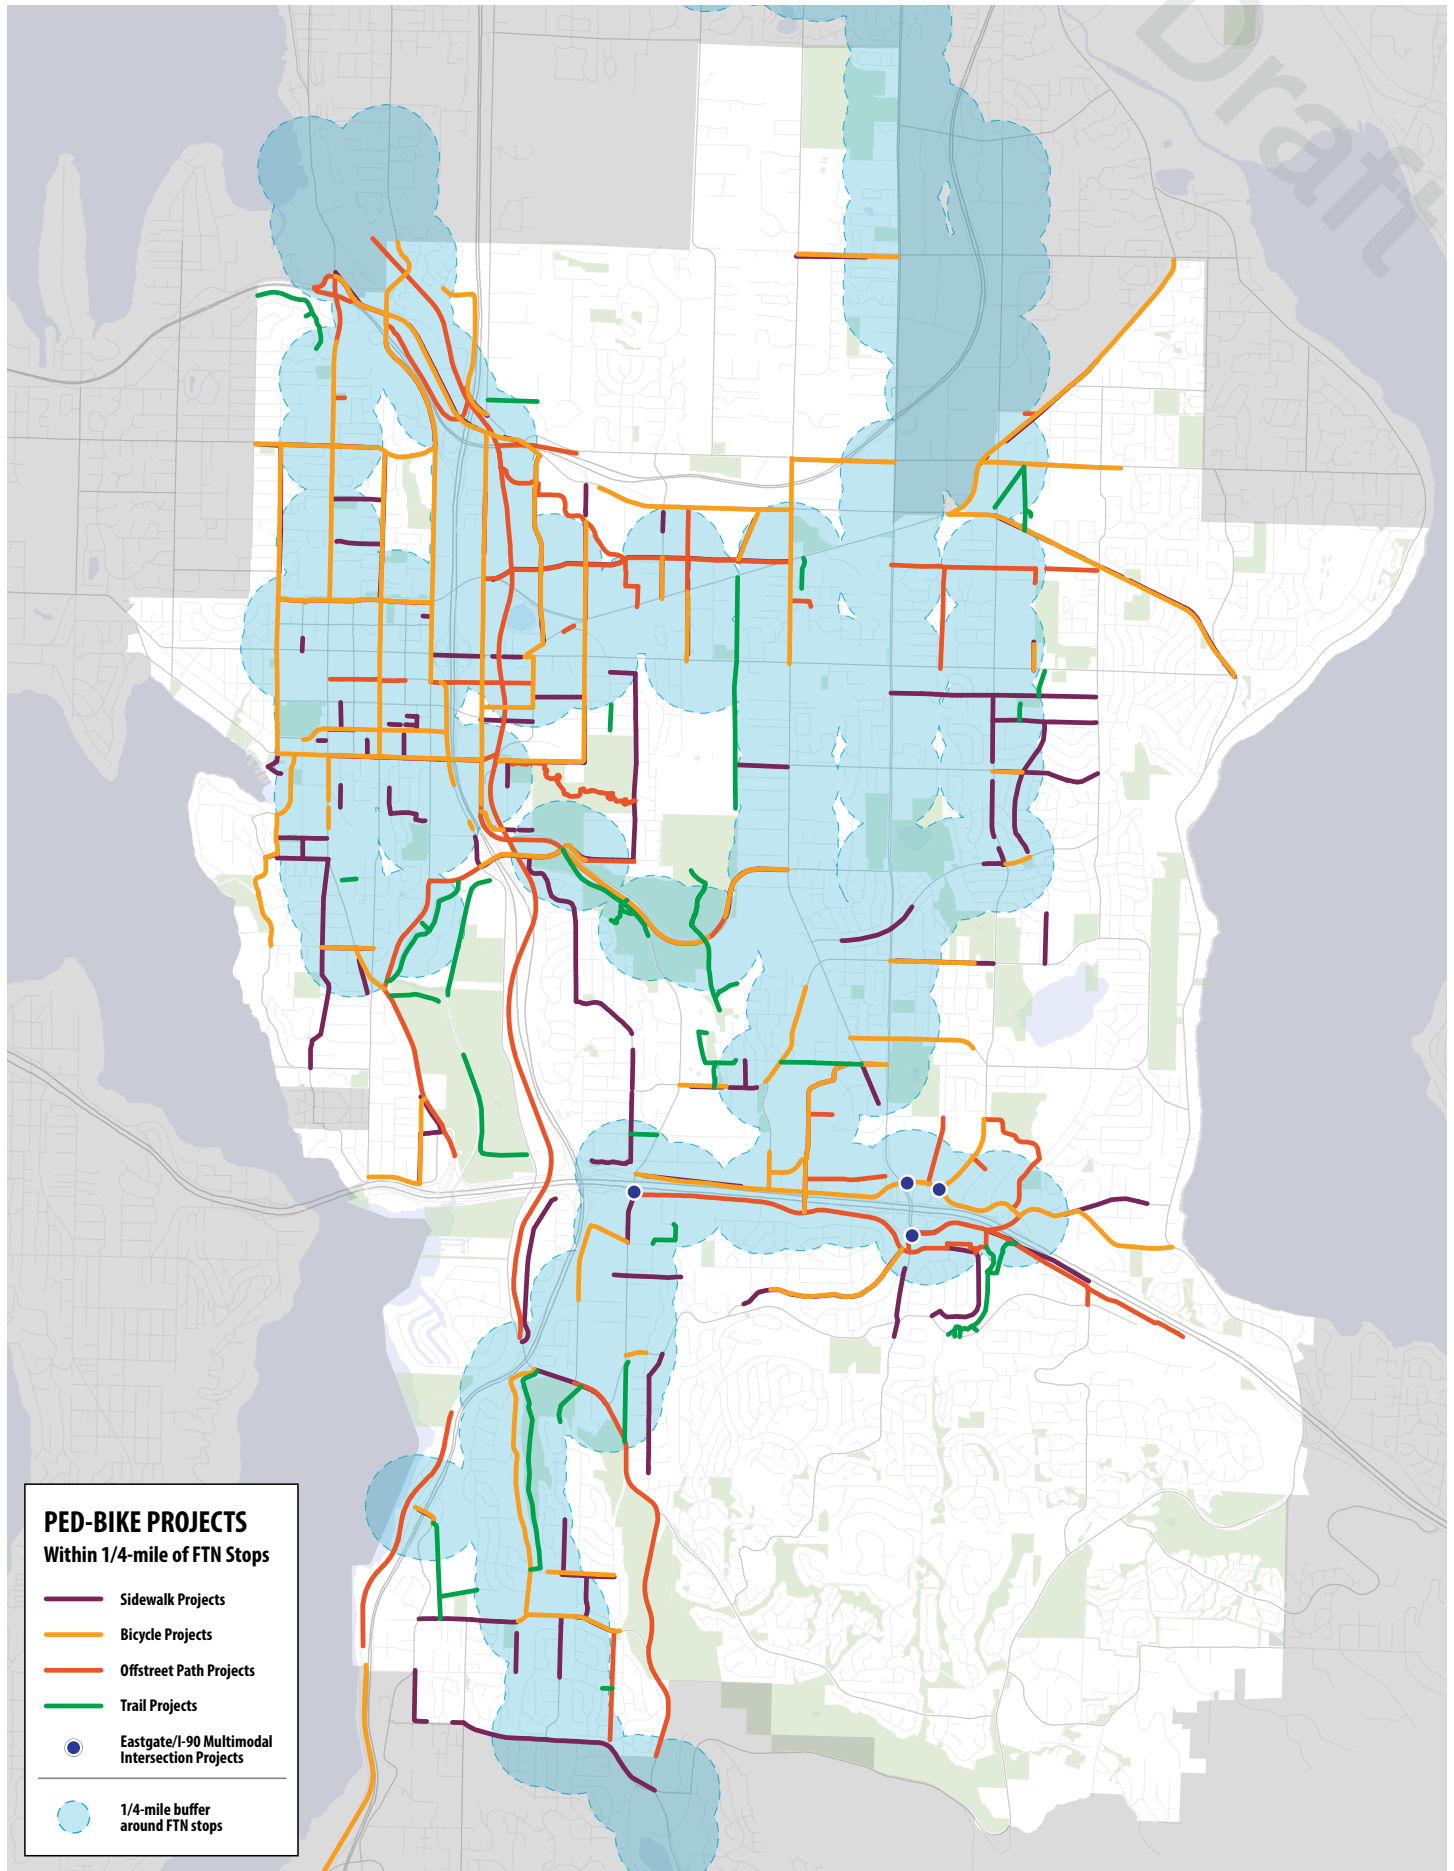 Draft
PED-BIKE PROJECTS
Within 1/4-mile of FTN Stops
Sidewalk Projects
Bicycle Projects
Offstreet Path Projects
Trail Projects
Eastgate/I-90 Multimodal
Intersection Projects
1/4-mile buffer
around FTN stops